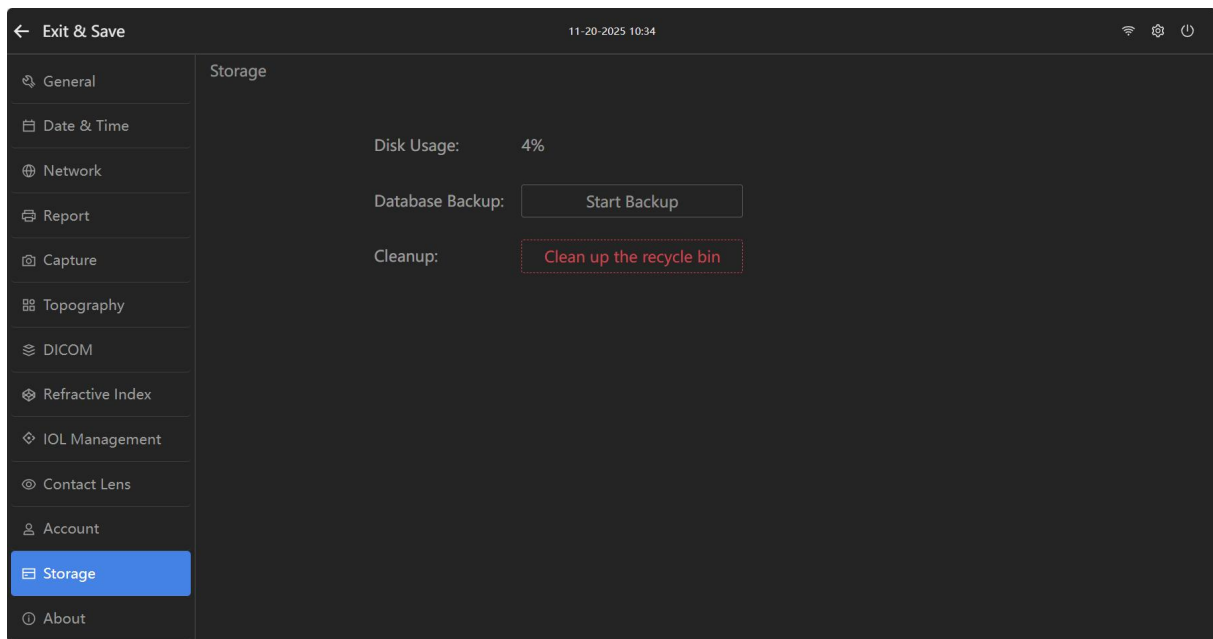 Exit & Save
11-20-2025 10:34
General
Date & Time
Network
Report
Capture
Topography
DICOM
Refractive Index
IOL Management
Contact Lens
Account
Storage
About
Storage
Disk Usage: 4%
Database Backup: Start Backup
Cleanup: Clean up the recycle bin